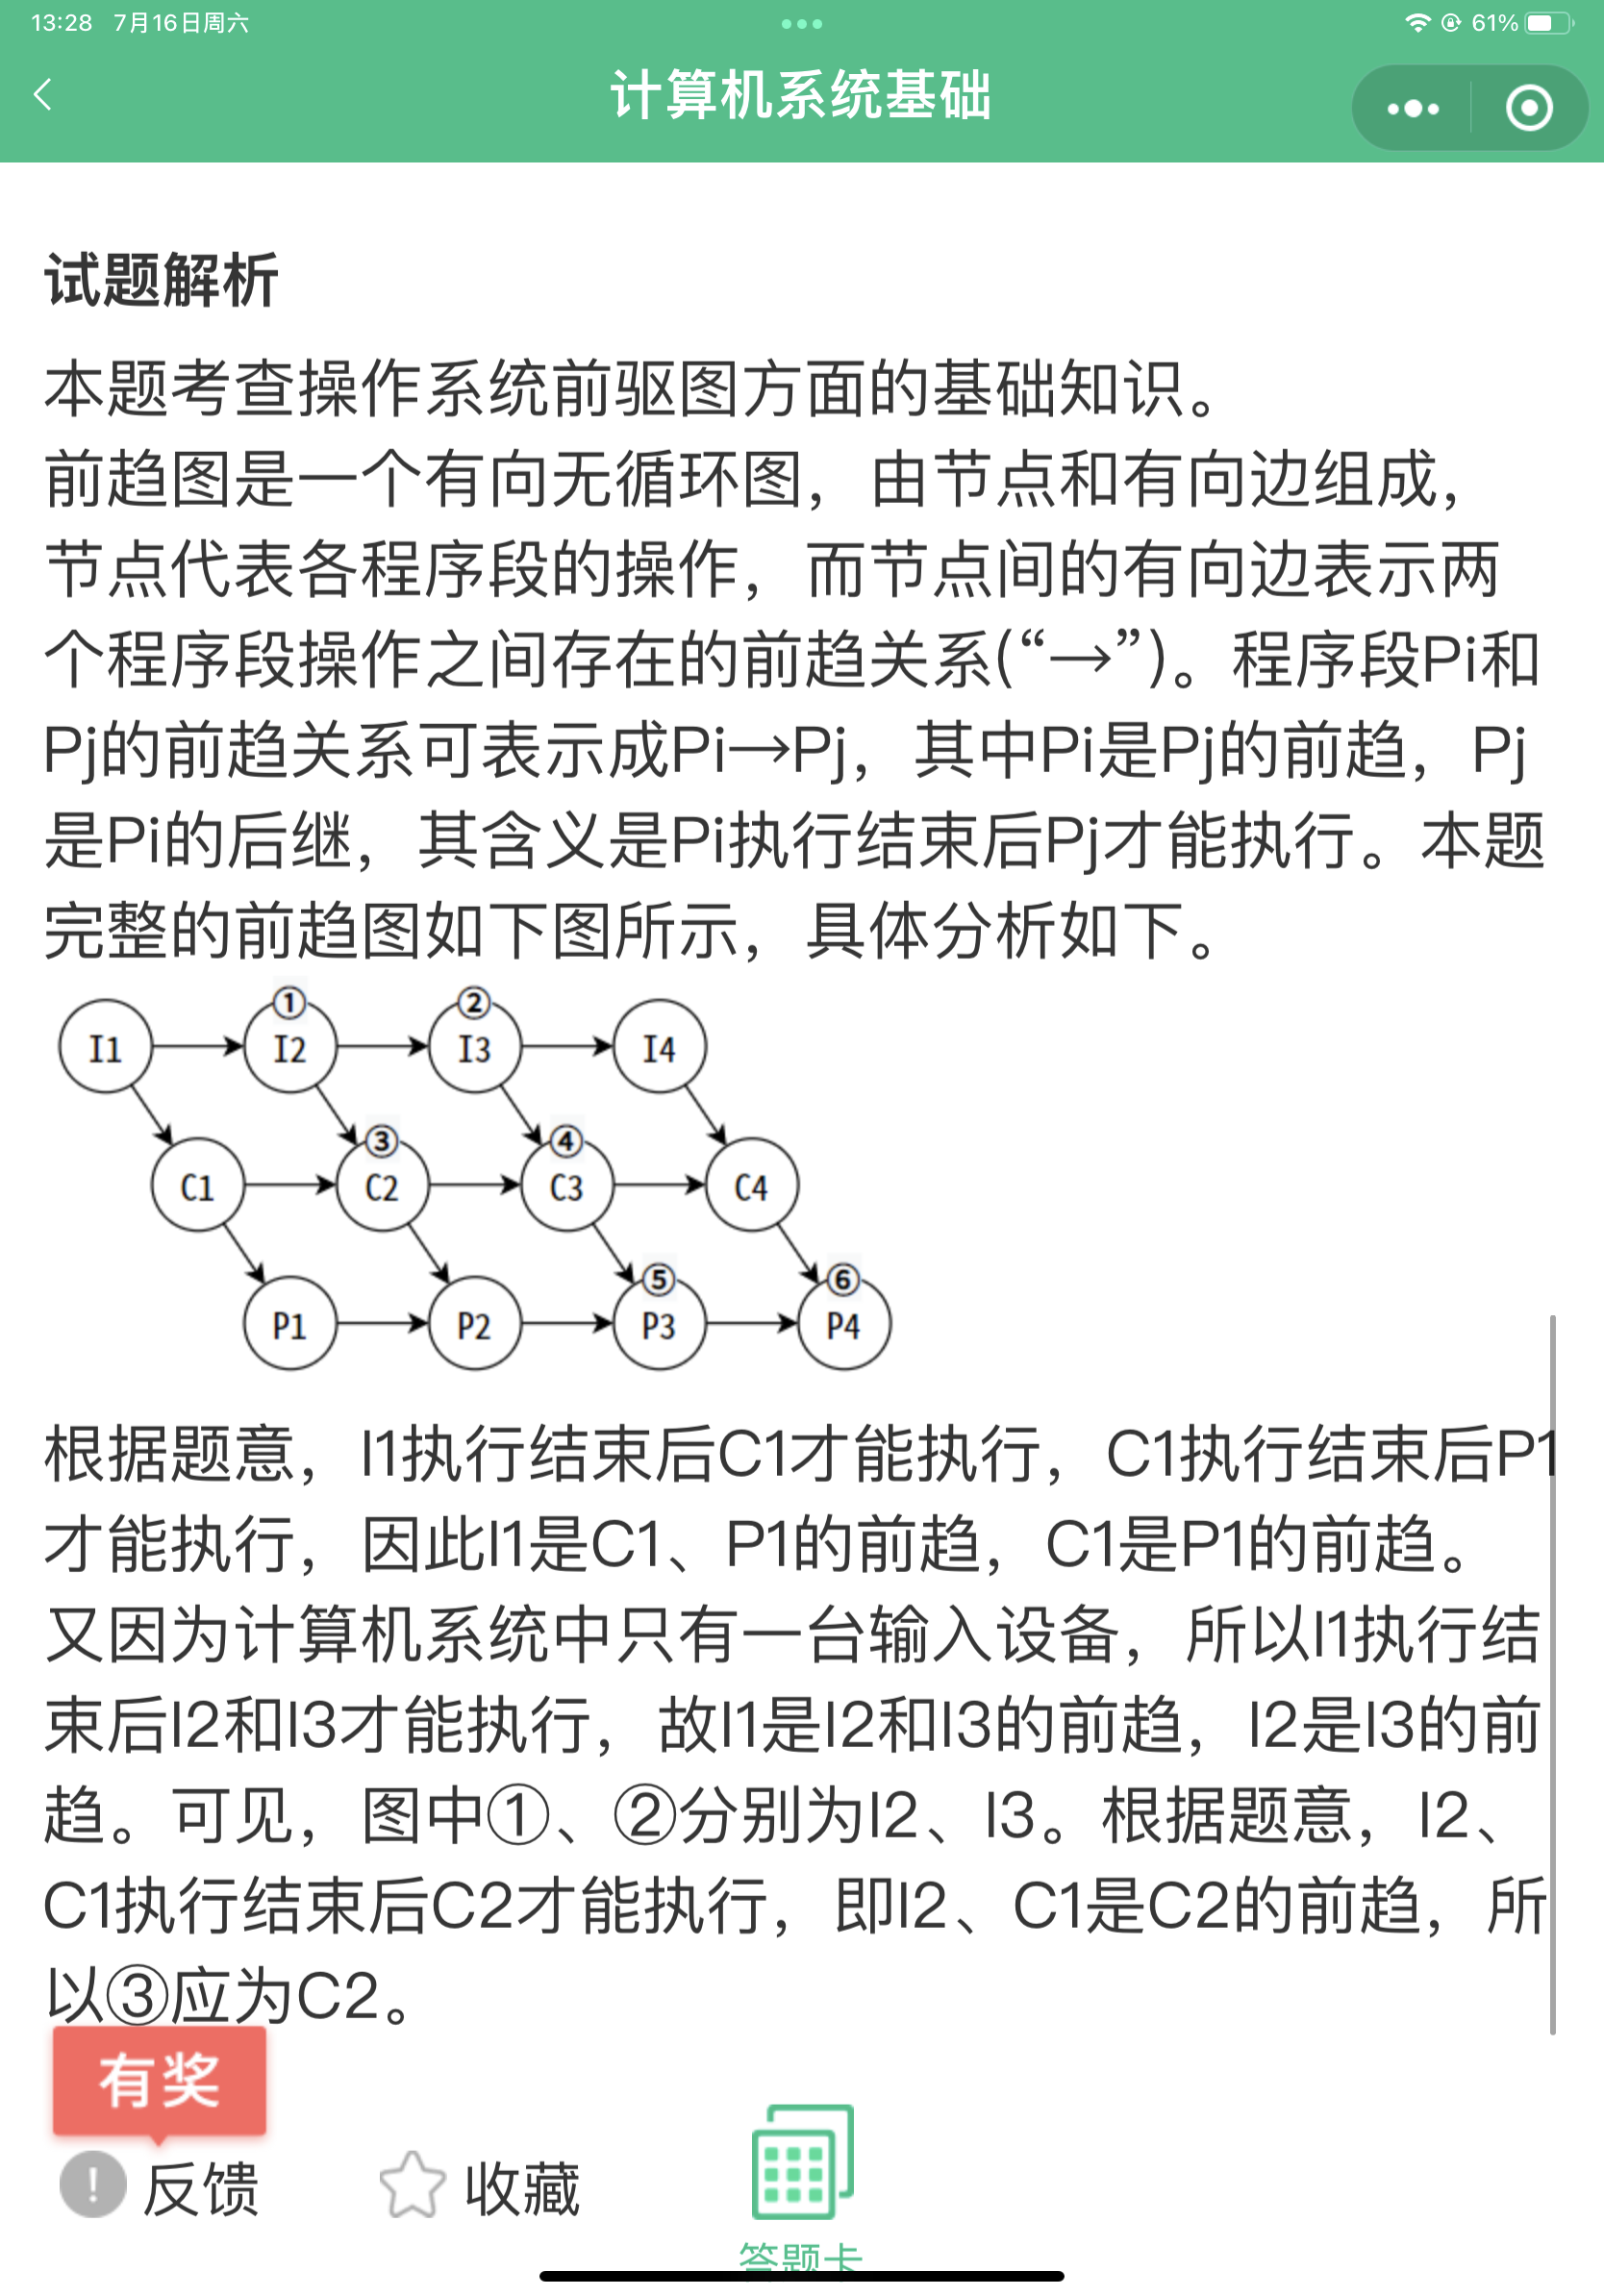 13:28 7月16日周六
61%
计算机系统基础
试题解析
本题考查操作系统前驱图方面的基础知识。
前趋图是一个有向无循环图，由节点和有向边组成，
节点代表各程序段的操作，而节点间的有向边表示两
个程序段操作之间存在的前趋关系(“→”)。程序段Pi和
Pj的前趋关系可表示成Pi→Pj，其中Pi是Pj的前趋，Pj
是Pi的后继，其含义是Pi执行结束后Pj才能执行。本题
完整的前趋图如下图所示，具体分析如下。
① ②
I1 I2 I3 I4
③ ④
C1 C2 C3 C4
⑤ ⑥
P1 P2 P3 P4
根据题意，I1执行结束后C1才能执行，C1执行结束后P1
才能执行，因此I1是C1、P1的前趋，C1是P1的前趋。
又因为计算机系统中只有一台输入设备，所以I1执行结
束后I2和I3才能执行，故I1是I2和I3的前趋，I2是I3的前
趋。可见，图中①、②分别为I2、I3。根据题意，I2、
C1执行结束后C2才能执行，即I2、C1是C2的前趋，所
以③应为C2。
有奖
反馈 收藏
答题卡